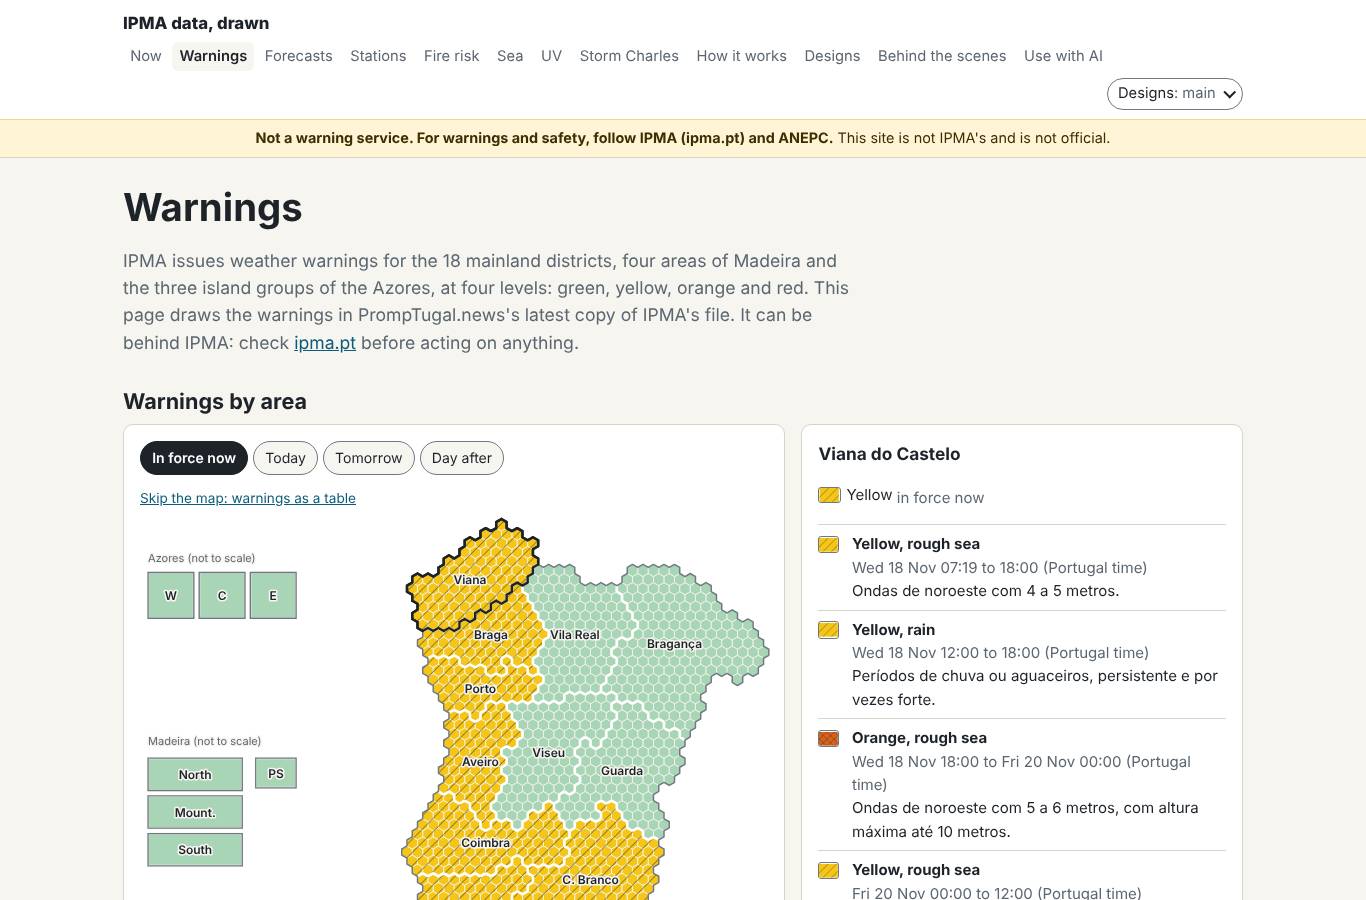 IPMA data, drawn
Now Warnings Forecasts Stations Fire risk Sea UV Storm Charles How it works Designs Behind the scenes Use with AI
Designs: main
Not a warning service. For warnings and safety, follow IPMA (ipma.pt) and ANEPC. This site is not IPMA's and is not official.
Warnings
IPMA issues weather warnings for the 18 mainland districts, four areas of Madeira and
the three island groups of the Azores, at four levels: green, yellow, orange and red. This
page draws the warnings in PrompTugal.news's latest copy of IPMA's file. It can be
behind IPMA: check ipma.pt before acting on anything.
Warnings by area
In force now Today Tomorrow Day after
Skip the map: warnings as a table
Azores (not to scale)
W C E
Madeira (not to scale)
North PS
Mount.
South
Viana
Braga Vila Real Bragança
Porto
Viseu
Aveiro Guarda
Coimbra
C. Branco
Viana do Castelo
Yellow in force now
Yellow, rough sea
Wed 18 Nov 07:19 to 18:00 (Portugal time)
Ondas de noroeste com 4 a 5 metros.
Yellow, rain
Wed 18 Nov 12:00 to 18:00 (Portugal time)
Períodos de chuva ou aguaceiros, persistente e por
vezes forte.
Orange, rough sea
Wed 18 Nov 18:00 to Fri 20 Nov 00:00 (Portugal
time)
Ondas de noroeste com 5 a 6 metros, com altura
máxima até 10 metros.
Yellow, rough sea
Fri 20 Nov 00:00 to 12:00 (Portugal time)